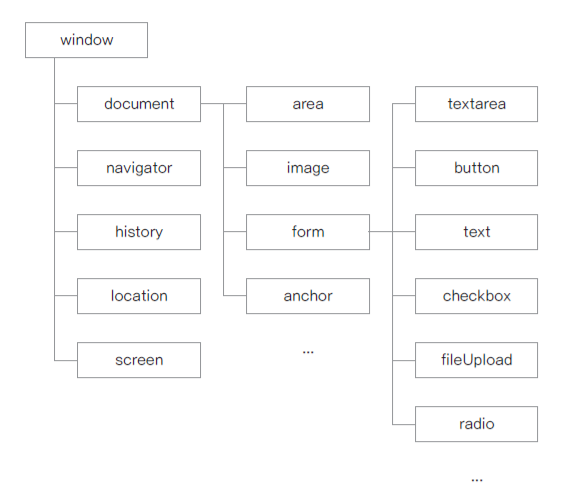 window
document
area
textarea
navigator
image
button
history
form
text
location
anchor
checkbox
...
screen
fileUpload
radio
...